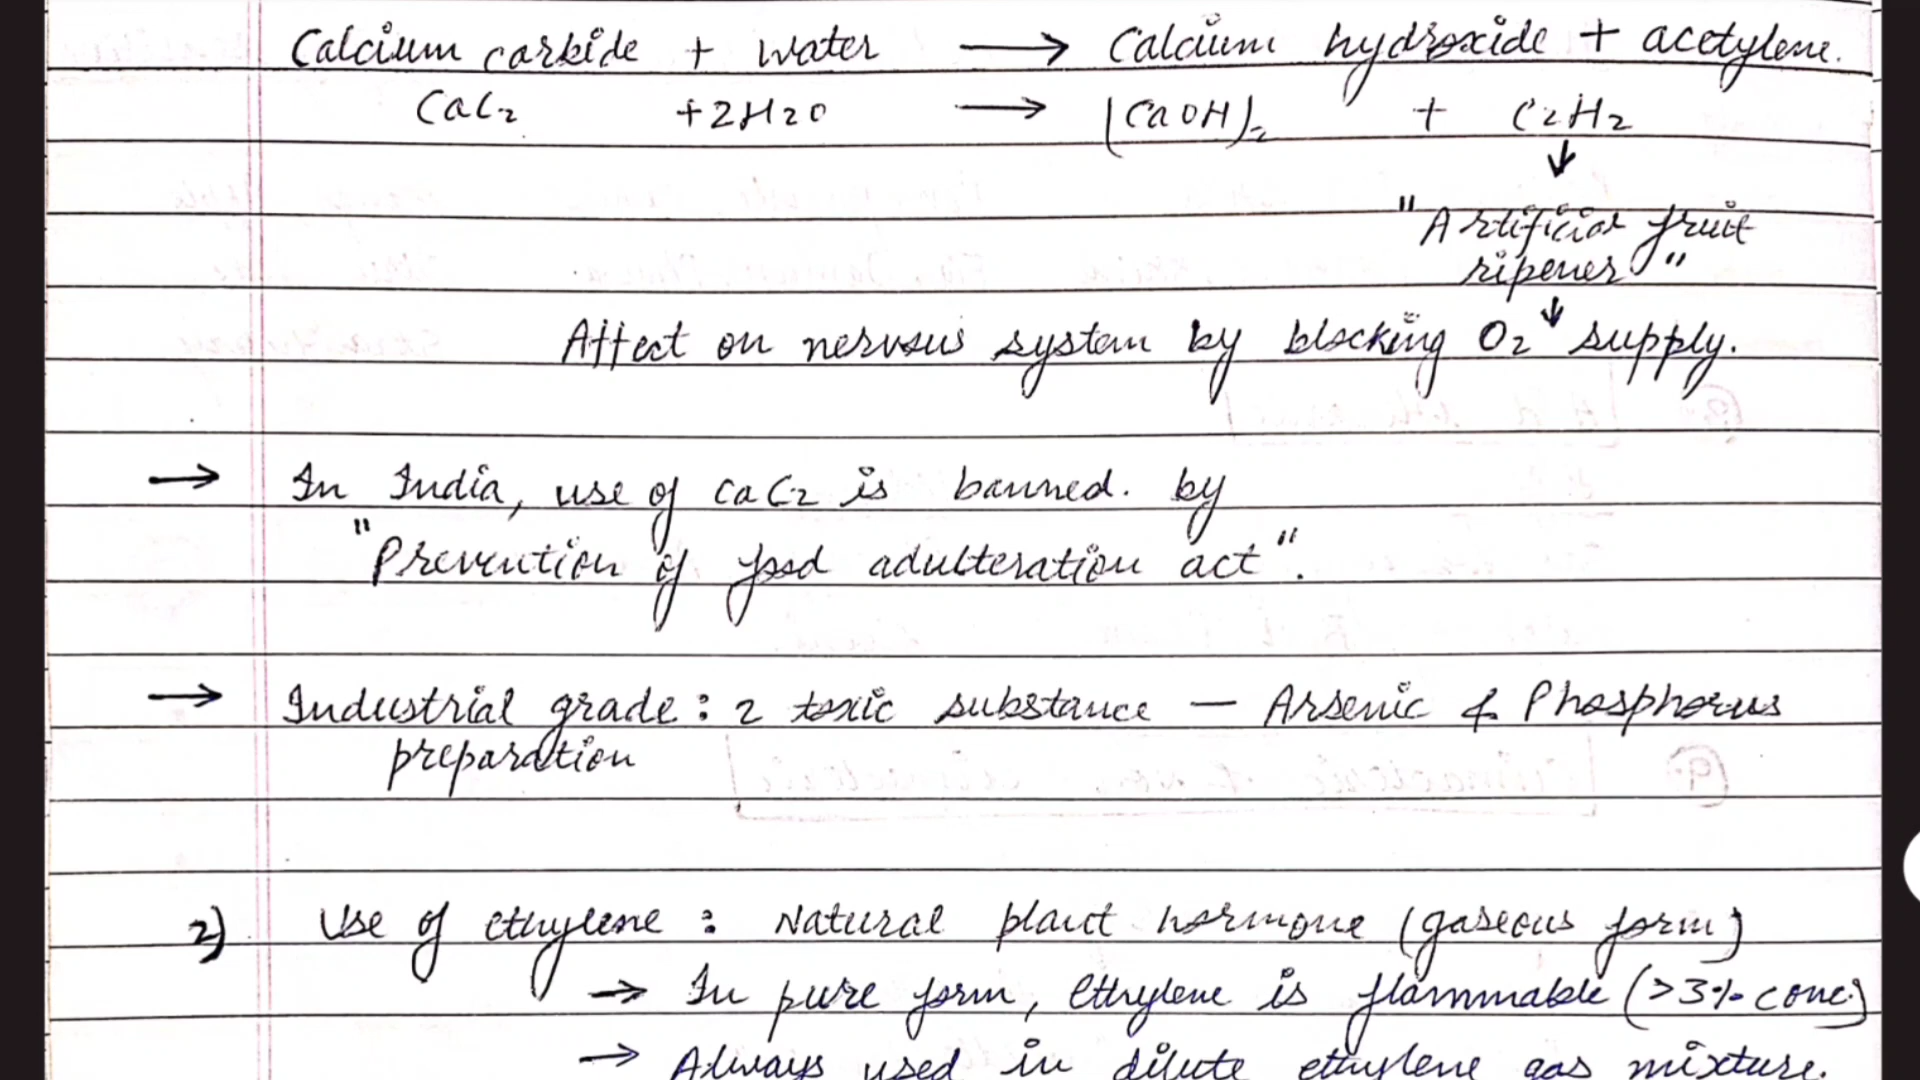 Calcium carbide + water → Calcium hydroxide + acetylene.
CaC2 +2H2O → (CaOH)2 + C2H2
↓
"Artificial fruit
ripener"
↓
Affect on nervous system by blocking O2 supply.
→ In India, use of CaC2 is banned. by
"Prevention of food adulteration act".
→ Industrial grade : 2 toxic substance — Arsenic & Phosphorus
preparation
2) Use of ethylene : Natural plant hormone (gaseous form)
→ In pure form, ethylene is flammable (>3% conc.)
→ Always used in dilute ethylene gas mixture.